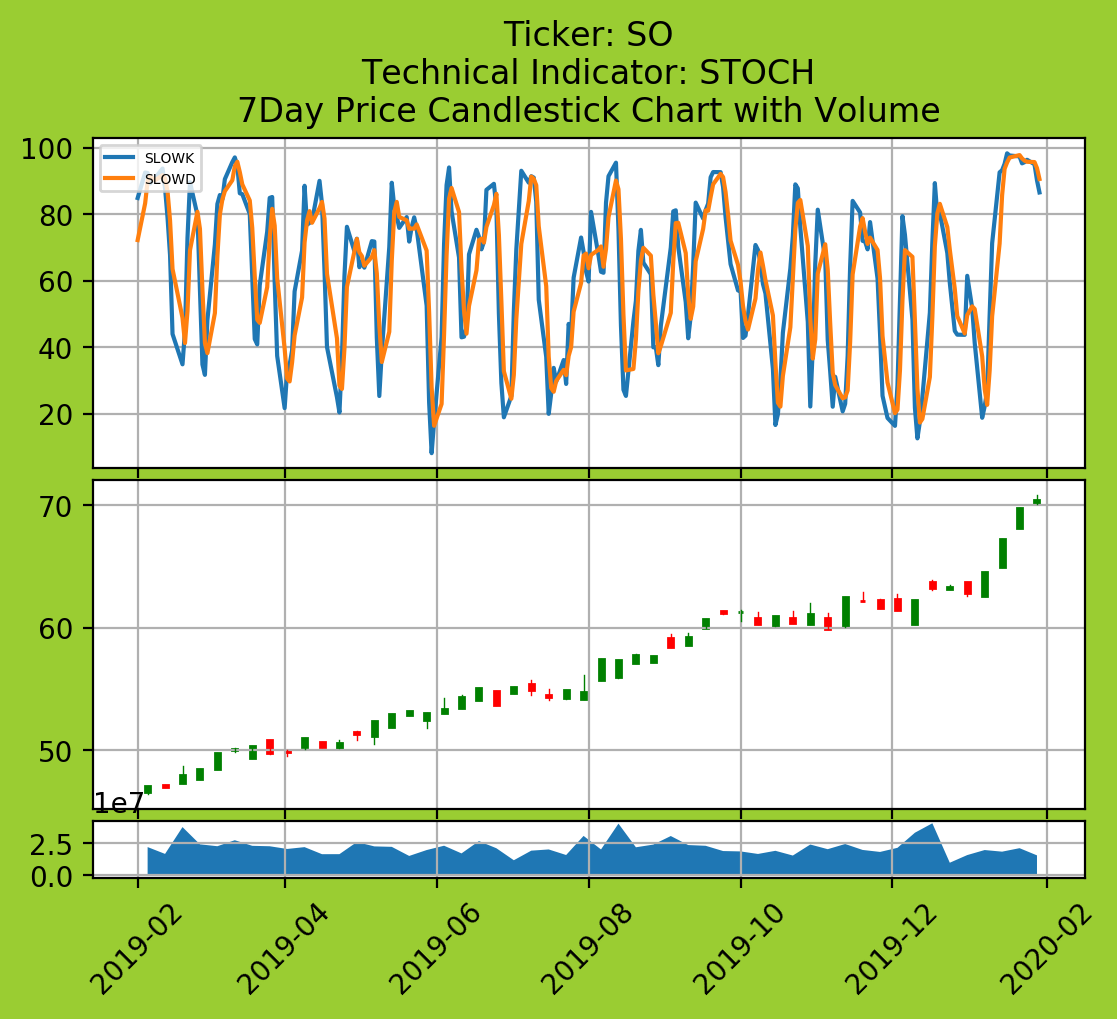 Ticker: SO
Technical Indicator: STOCH
7Day Price Candlestick Chart with Volume
100
80
60
40
20
SLOWK
SLOWD
70
60
50
1e7
2.5
0.0
2019-02
2019-04
2019-06
2019-08
2019-10
2019-12
2020-02